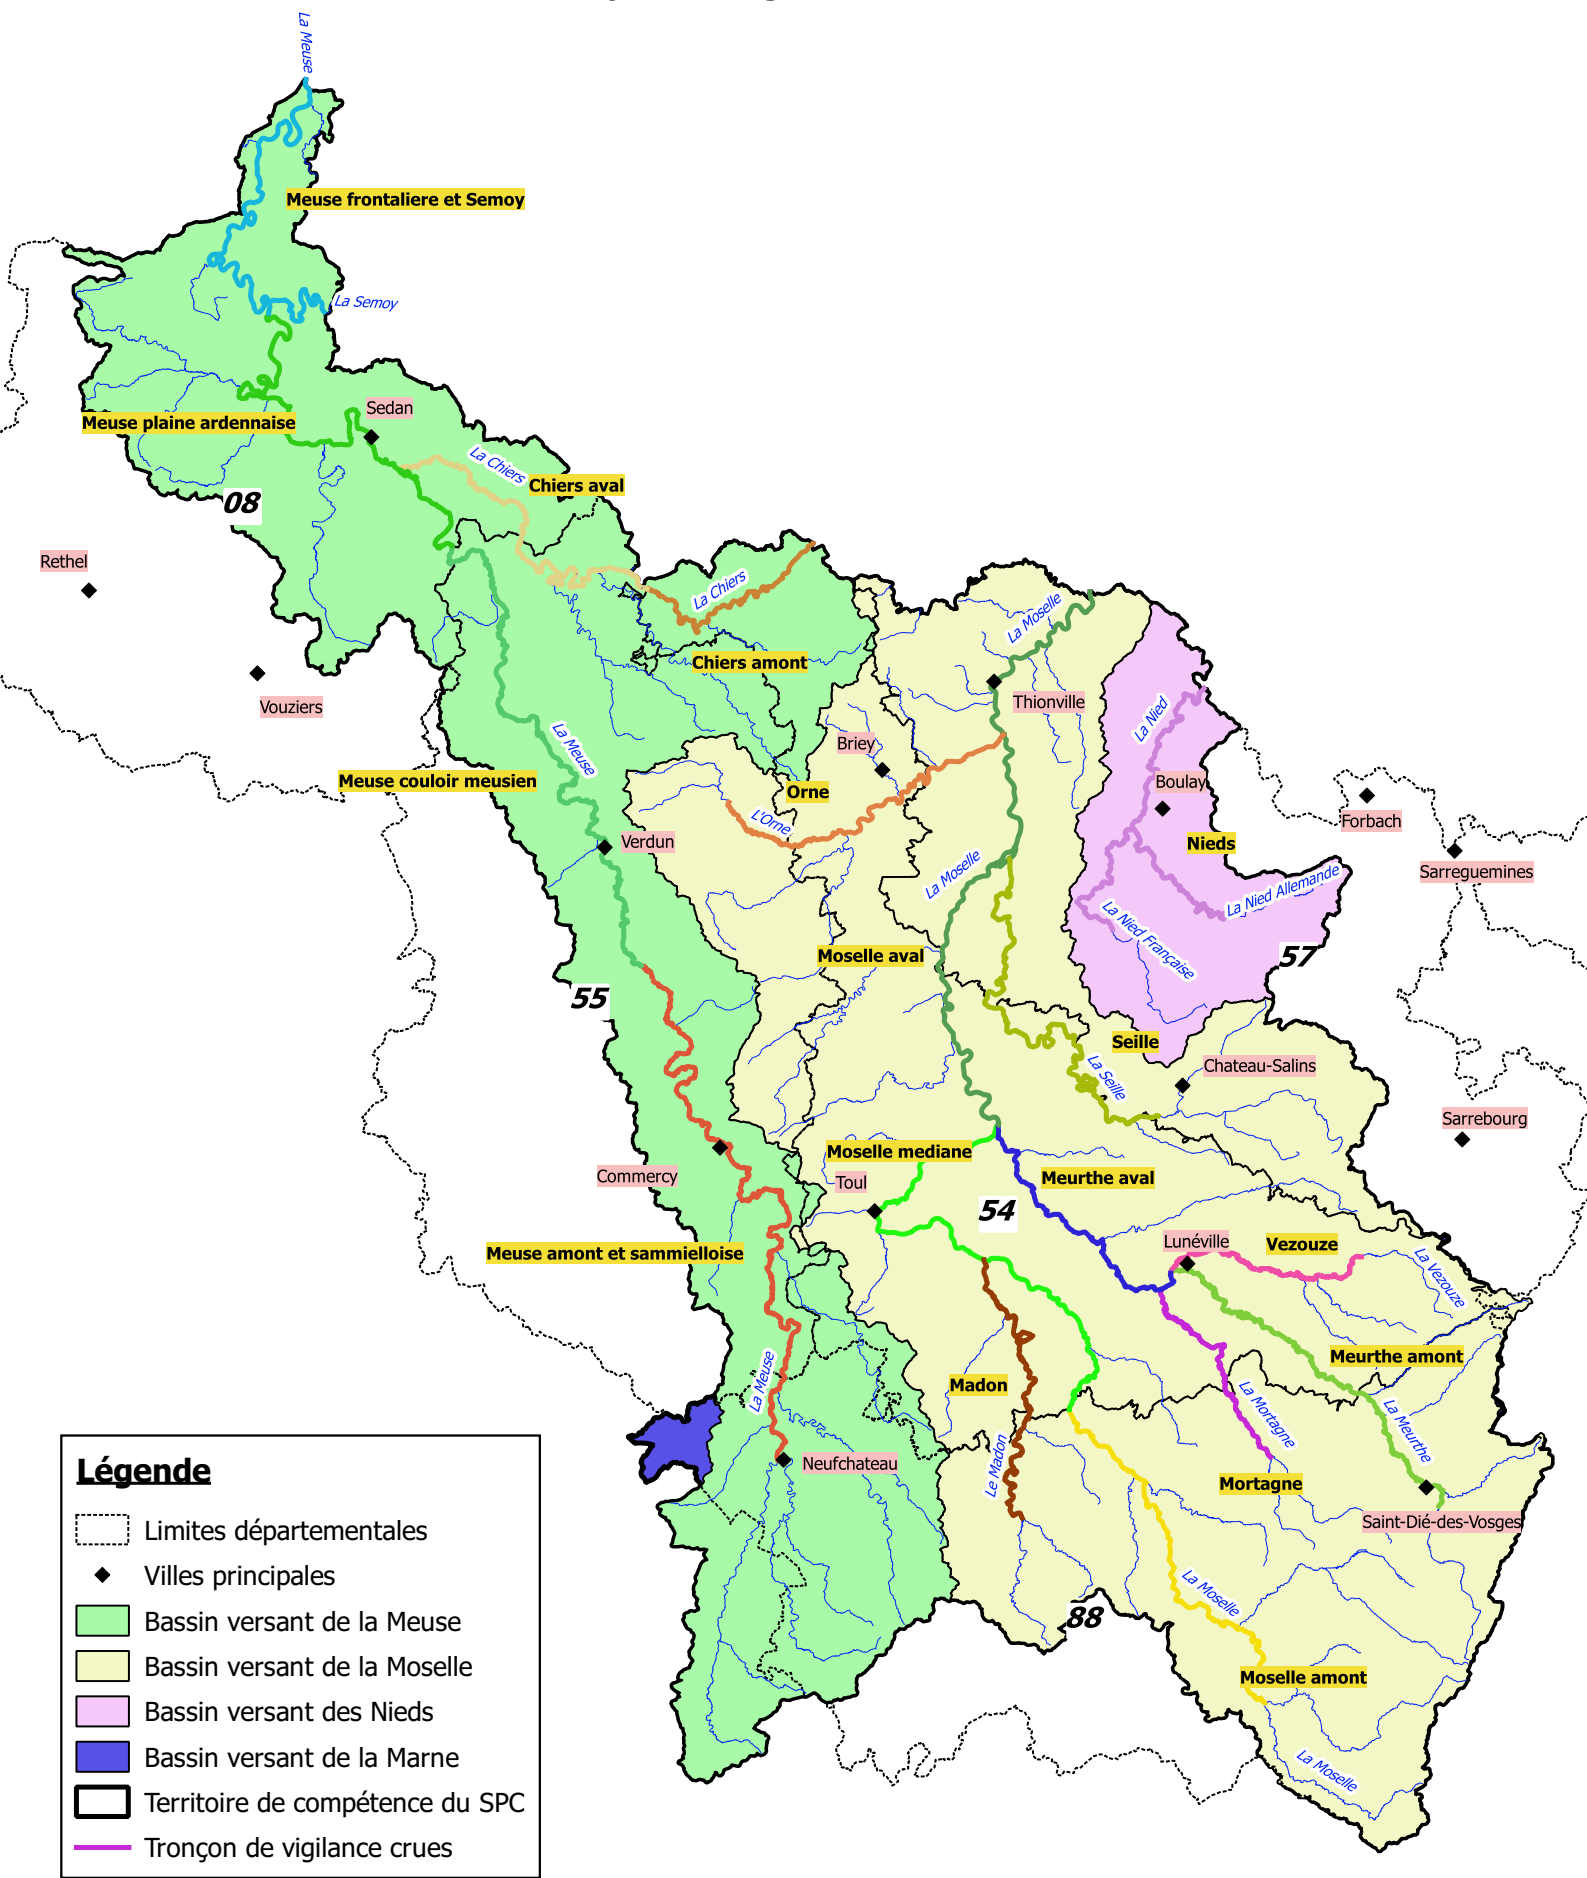 La Meuse
Meuse frontaliere et Semoy
La Semoy
Sedan
Meuse plaine ardennaise
La Chiers
Chiers aval
08
Rethel
La Chiers
La Moselle
Chiers amont
Thionville
Vouziers
La Nied
La Meuse
Briey
Meuse couloir meusien
Boulay
Orne
Forbach
L'Orne
Verdun
Nieds
Sarreguemines
La Moselle
La Nied Allemande
La Nied Française
Moselle aval
57
55
Seille
Chateau-Salins
La Seille
Sarrebourg
Moselle mediane
Commercy
Toul
Meurthe aval
54
Meuse amont et sammielloise
Lunéville
Vezouze
La Vezouze
Meurthe amont
La Meuse
Madon
La Mortagne
La Meurthe
Neufchateau
Le Madon
Mortagne
Saint-Dié-des-Vosges
La Moselle
88
Moselle amont
La Moselle
Légende
Limites départementales
Villes principales
Bassin versant de la Meuse
Bassin versant de la Moselle
Bassin versant des Nieds
Bassin versant de la Marne
Territoire de compétence du SPC
Tronçon de vigilance crues